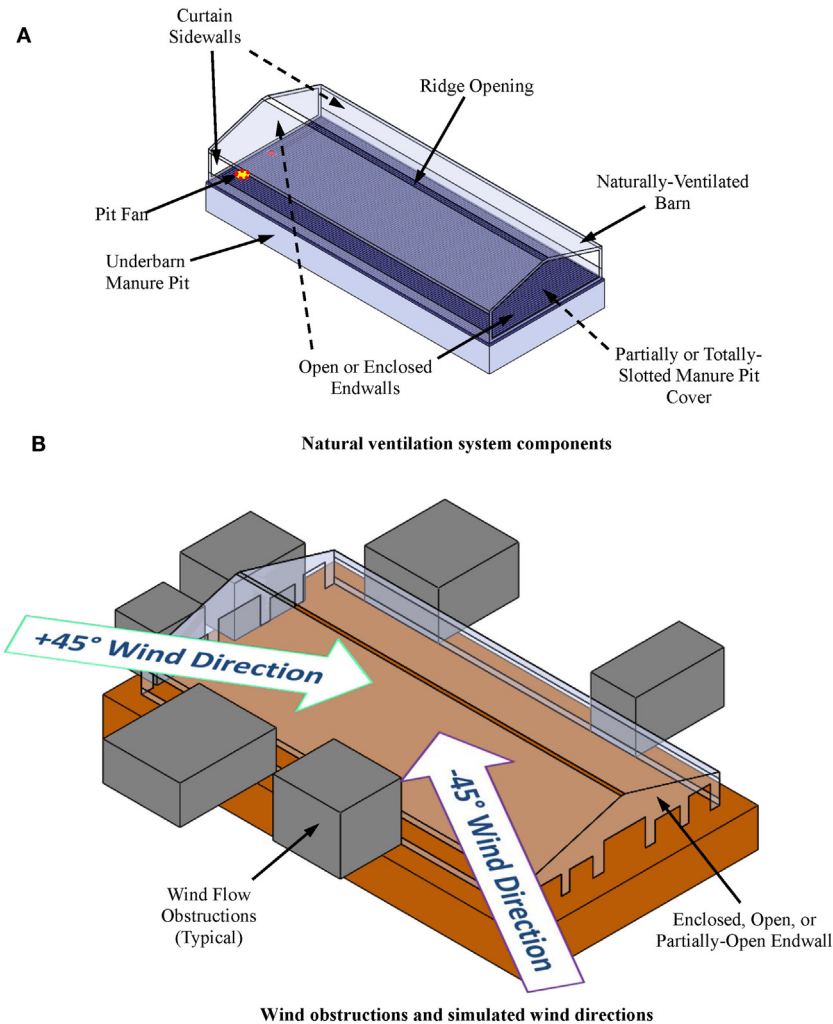 A
Curtain
Sidewalls
Ridge Opening
Naturally-Ventilated
Barn
Pit Fan
Underbarn
Manure Pit
Open or Enclosed
Endwalls
Partially or Totally-
Slotted Manure Pit
Cover
Natural ventilation system components
B
+45° Wind Direction
-45° Wind Direction
Wind Flow
Obstructions
(Typical)
Enclosed, Open, or
Partially-Open Endwall
Wind obstructions and simulated wind directions